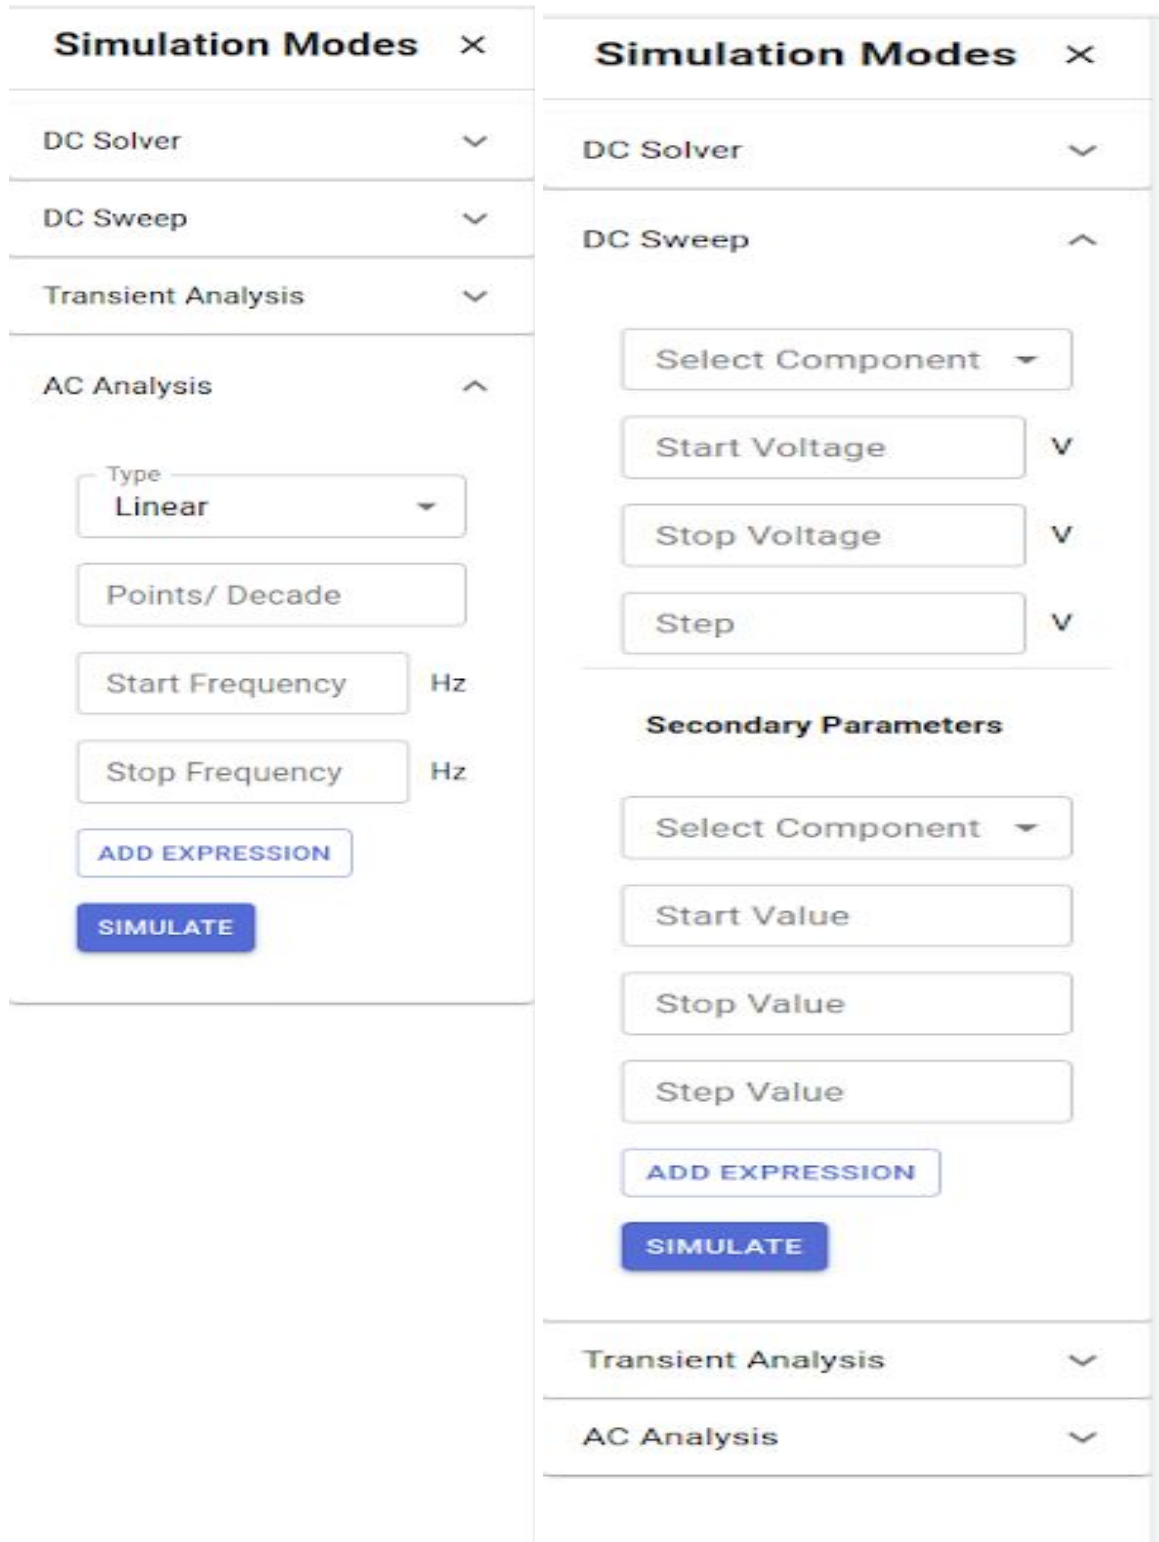 Simulation Modes
DC Solver
DC Sweep
Transient Analysis
AC Analysis
Type
Linear
Points/ Decade
Start Frequency Hz
Stop Frequency Hz
ADD EXPRESSION
SIMULATE
Simulation Modes
DC Solver
DC Sweep
Select Component
Start Voltage V
Stop Voltage V
Step V
Secondary Parameters
Select Component
Start Value
Stop Value
Step Value
ADD EXPRESSION
SIMULATE
Transient Analysis
AC Analysis